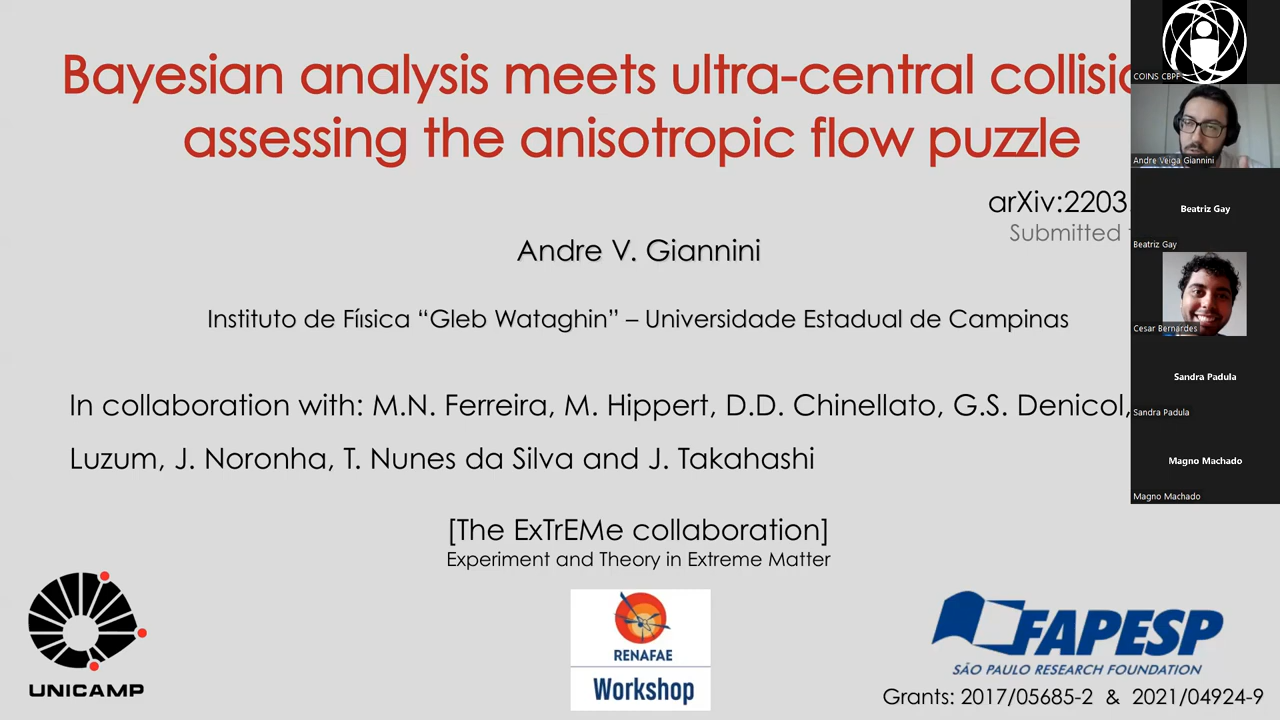 Bayesian analysis meets ultra-central
assessing the anisotropic flow puzzle
arXiv:2203
Submitted
Andre V. Giannini
Instituto de Fíısica “Gleb Wataghin” – Universidade Estadual de Campinas
In collaboration with: M.N. Ferreira, M. Hippert, D.D. Chinellato, G.S. Denicol,
Luzum, J. Noronha, T. Nunes da Silva and J. Takahashi
[The ExTrEMe collaboration]
Experiment and Theory in Extreme Matter
UNICAMP
RENAFAE
Workshop
FAPESP
SÃO PAULO RESEARCH FOUNDATION
Grants: 2017/05685-2 & 2021/04924-9
COINS CBPF
Andre Veiga Giannini
Beatriz Gay
Beatriz Gay
Cesar Bernardes
Sandra Padula
Sandra Padula
Magno Machado
Magno Machado